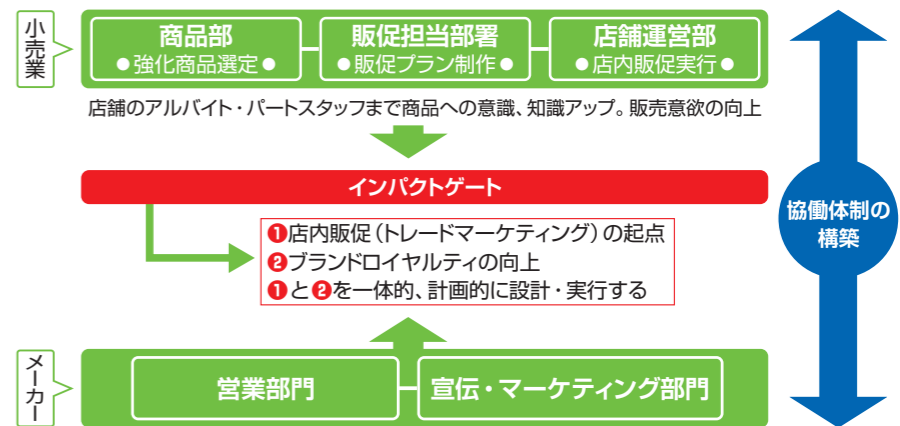 小売業
商品部
●強化商品選定●
販促担当部署
●販促プラン制作●
店舗運営部
●店内販促実行●
店舗のアルバイト・パートスタッフまで商品への意識、知識アップ。販売意欲の向上
インパクトゲート
❶店内販促（トレードマーケティング）の起点
❷ブランドロイヤルティの向上
❶と❷を一体的、計画的に設計・実行する
協働体制の
構築
メーカー
営業部門
宣伝・マーケティング部門